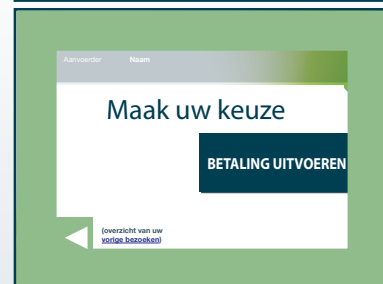 Aanvoerder Naam
Maak uw keuze
BETALING UITVOEREN
(overzicht van uw
vorige bezoeken)